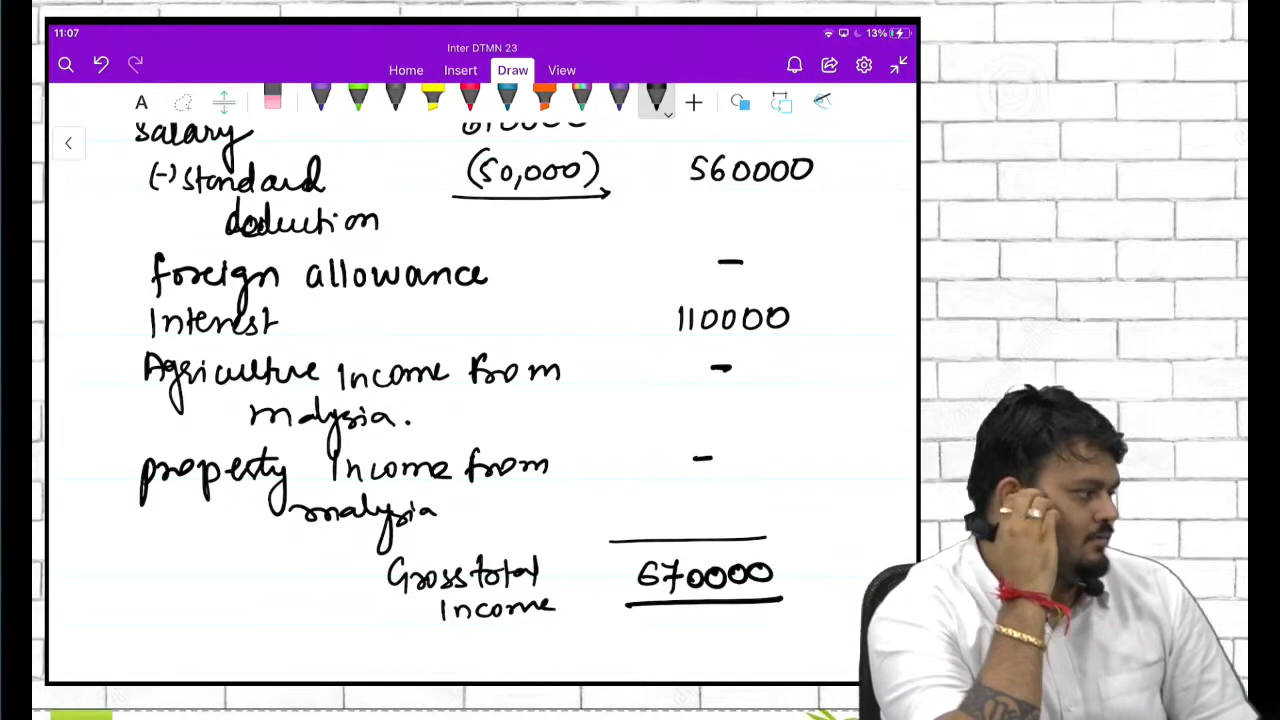 11:07
13%
Inter DTMN 23
Home Insert Draw View
A
Salary 610000
(-) Standard (50,000) 560000
deduction
foreign allowance -
Interest 110000
Agriculture Income from -
malysia.
property Income from -
malysia
Gross total 670000
Income